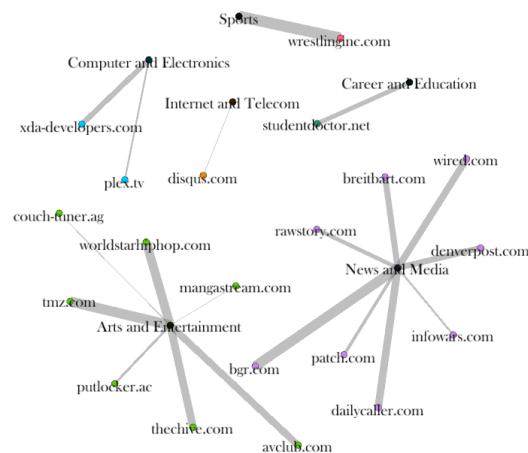 Sports
wrestlinginc.com
Computer and Electronics
Career and Education
Internet and Telecom
xda-developers.com
studentdoctor.net
wired.com
plex.tv
disqus.com
breitbart.com
couch-tuner.ag
rawstory.com
worldstarhiphop.com
denverpost.com
News and Media
mangastream.com
tmz.com
Arts and Entertainment
infowars.com
patch.com
bgr.com
putlocker.ac
dailycaller.com
thechive.com
avclub.com